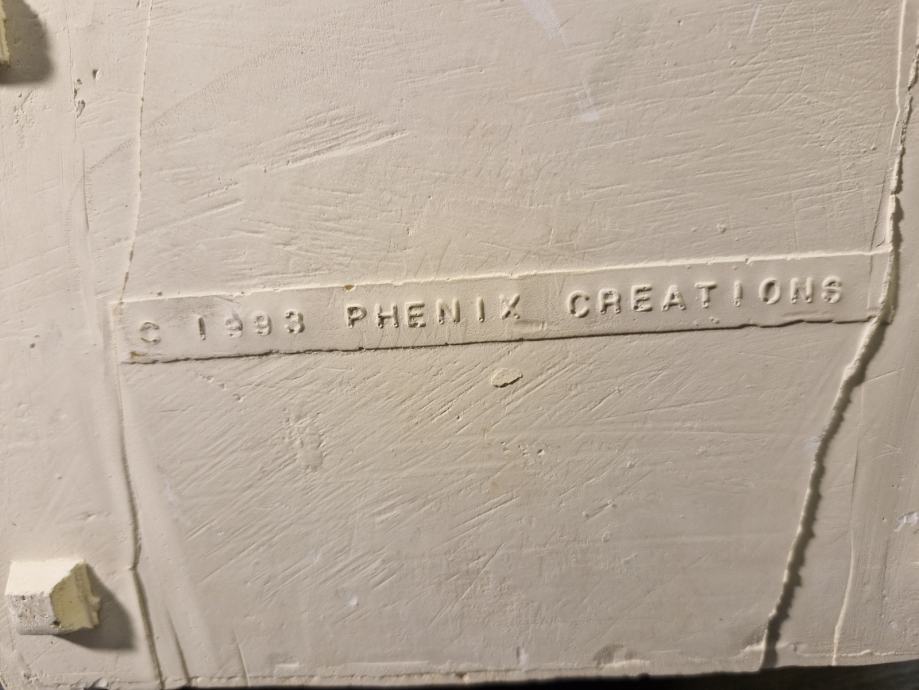 C 1993 PHENIX CREATIONS